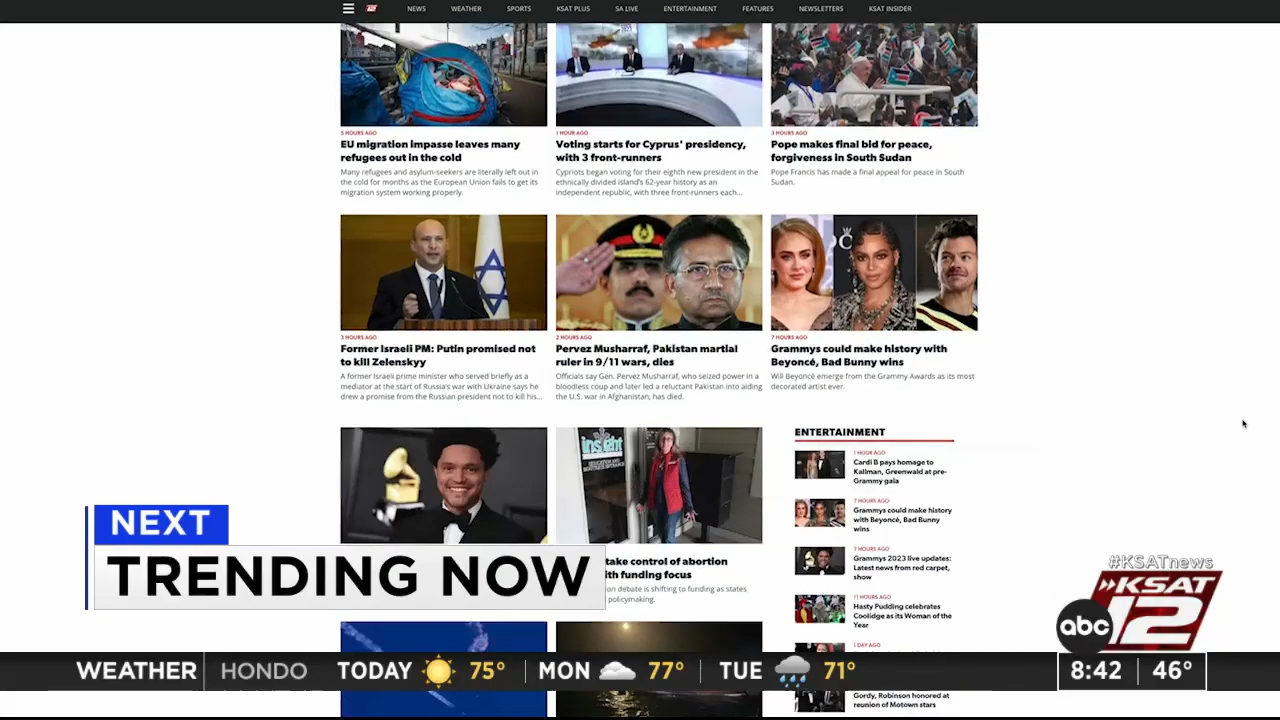 NEWS WEATHER SPORTS KSAT PLUS SA LIVE ENTERTAINMENT FEATURES NEWSLETTERS KSAT INSIDER
5 HOURS AGO
EU migration impasse leaves many
refugees out in the cold
Many refugees and asylum-seekers are literally left out in
the cold for months as the European Union fails to get its
migration system working properly.
1 HOUR AGO
Voting starts for Cyprus' presidency,
with 3 front-runners
Cypriots began voting for their eighth new president in the
ethnically divided island's 62-year history as an
independent republic, with three front-runners each...
3 HOURS AGO
Pope makes final bid for peace,
forgiveness in South Sudan
Pope Francis has made a final appeal for peace in South
Sudan.
3 HOURS AGO
Former Israeli PM: Putin promised not
to kill Zelenskyy
A former Israeli prime minister who served briefly as a
mediator at the start of Russia's war with Ukraine says he
drew a promise from the Russian president not to kill his...
2 HOURS AGO
Pervez Musharraf, Pakistan martial
ruler in 9/11 wars, dies
Officials say Gen. Pervez Musharraf, who seized power in a
bloodless coup and later led a reluctant Pakistan into aiding
the U.S. war in Afghanistan, has died.
7 HOURS AGO
Grammys could make history with
Beyoncé, Bad Bunny wins
Will Beyoncé emerge from the Grammy Awards as its most
decorated artist ever.
insight
take control of abortion
th funding focus
on debate is shifting to funding as states
policymaking.
ENTERTAINMENT
1 HOUR AGO
Cardi B pays homage to
Kallman, Greenwald at pre-
Grammy gala
7 HOURS AGO
Grammys could make history
with Beyoncé, Bad Bunny
wins
7 HOURS AGO
Grammys 2023 live updates:
Latest news from red carpet,
show
11 HOURS AGO
Hasty Pudding celebrates
Coolidge as its Woman of the
Year
1 DAY AGO
Gordy, Robinson honored at
reunion of Motown stars
NEXT
TRENDING NOW
#KSATnews
KSAT
abc 12
WEATHER HONDO TODAY 75° MON 77° TUE 71°
8:42 46°